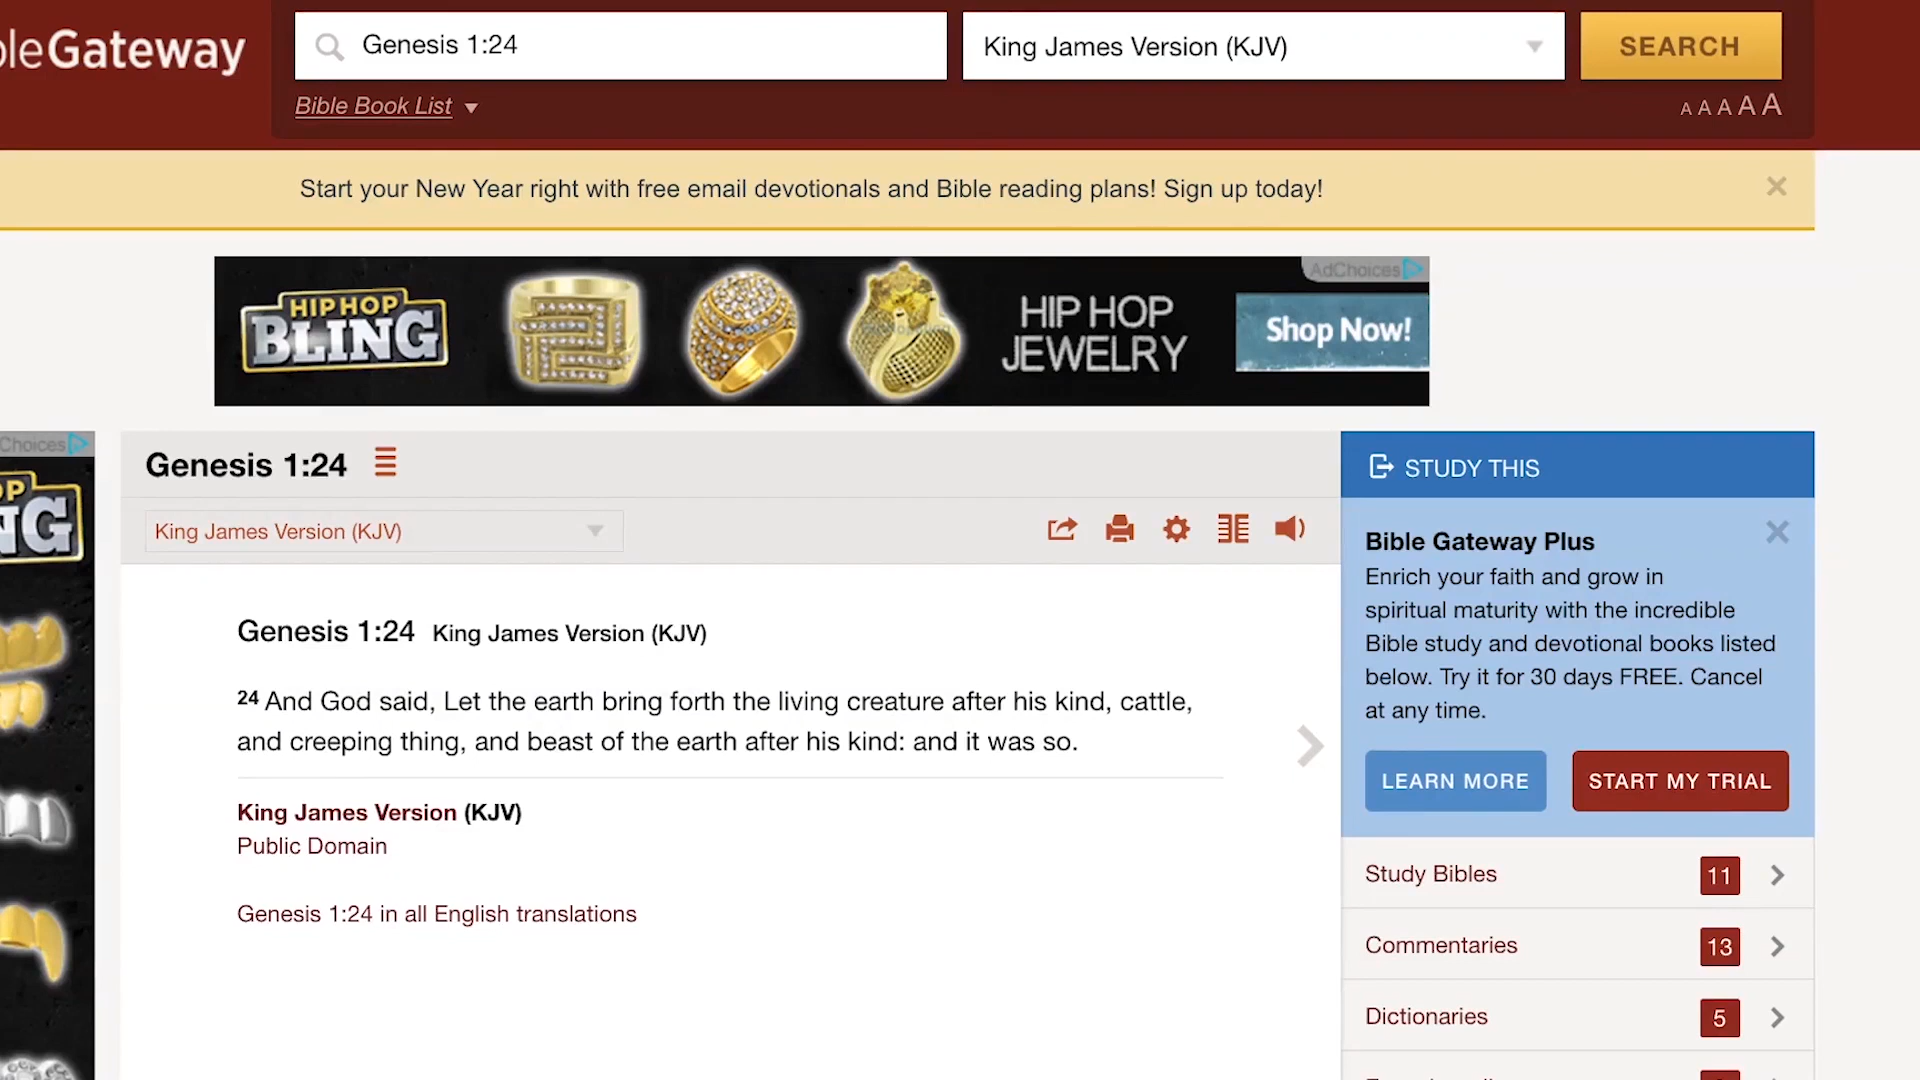 bleGateway
Genesis 1:24
King James Version (KJV)
SEARCH
Bible Book List
A A A A A
Start your New Year right with free email devotionals and Bible reading plans! Sign up today!
HIP HOP
BLING
HIP HOP
JEWELRY
AdChoices
Shop Now!
Choices
OP
NG
Genesis 1:24
King James Version (KJV)
Genesis 1:24 King James Version (KJV)
24 And God said, Let the earth bring forth the living creature after his kind, cattle,
and creeping thing, and beast of the earth after his kind: and it was so.
King James Version (KJV)
Public Domain
Genesis 1:24 in all English translations
STUDY THIS
Bible Gateway Plus
Enrich your faith and grow in
spiritual maturity with the incredible
Bible study and devotional books listed
below. Try it for 30 days FREE. Cancel
at any time.
LEARN MORE
START MY TRIAL
Study Bibles 11
Commentaries 13
Dictionaries 5